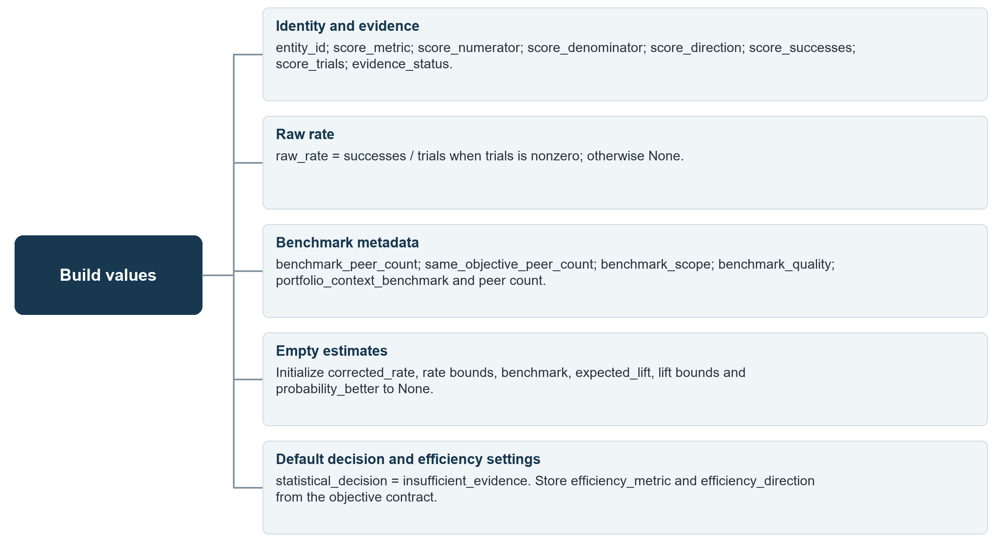 Identity and evidence
entity_id; score_metric; score_numerator; score_denominator; score_direction; score_successes;
score_trials; evidence_status.
Raw rate
raw_rate = successes / trials when trials is nonzero; otherwise None.
Build values
Benchmark metadata
benchmark_peer_count; same_objective_peer_count; benchmark_scope; benchmark_quality;
portfolio_context_benchmark and peer count.
Empty estimates
Initialize corrected_rate, rate bounds, benchmark, expected_lift, lift bounds and
probability_better to None.
Default decision and efficiency settings
statistical_decision = insufficient_evidence. Store efficiency_metric and efficiency_direction
from the objective contract.